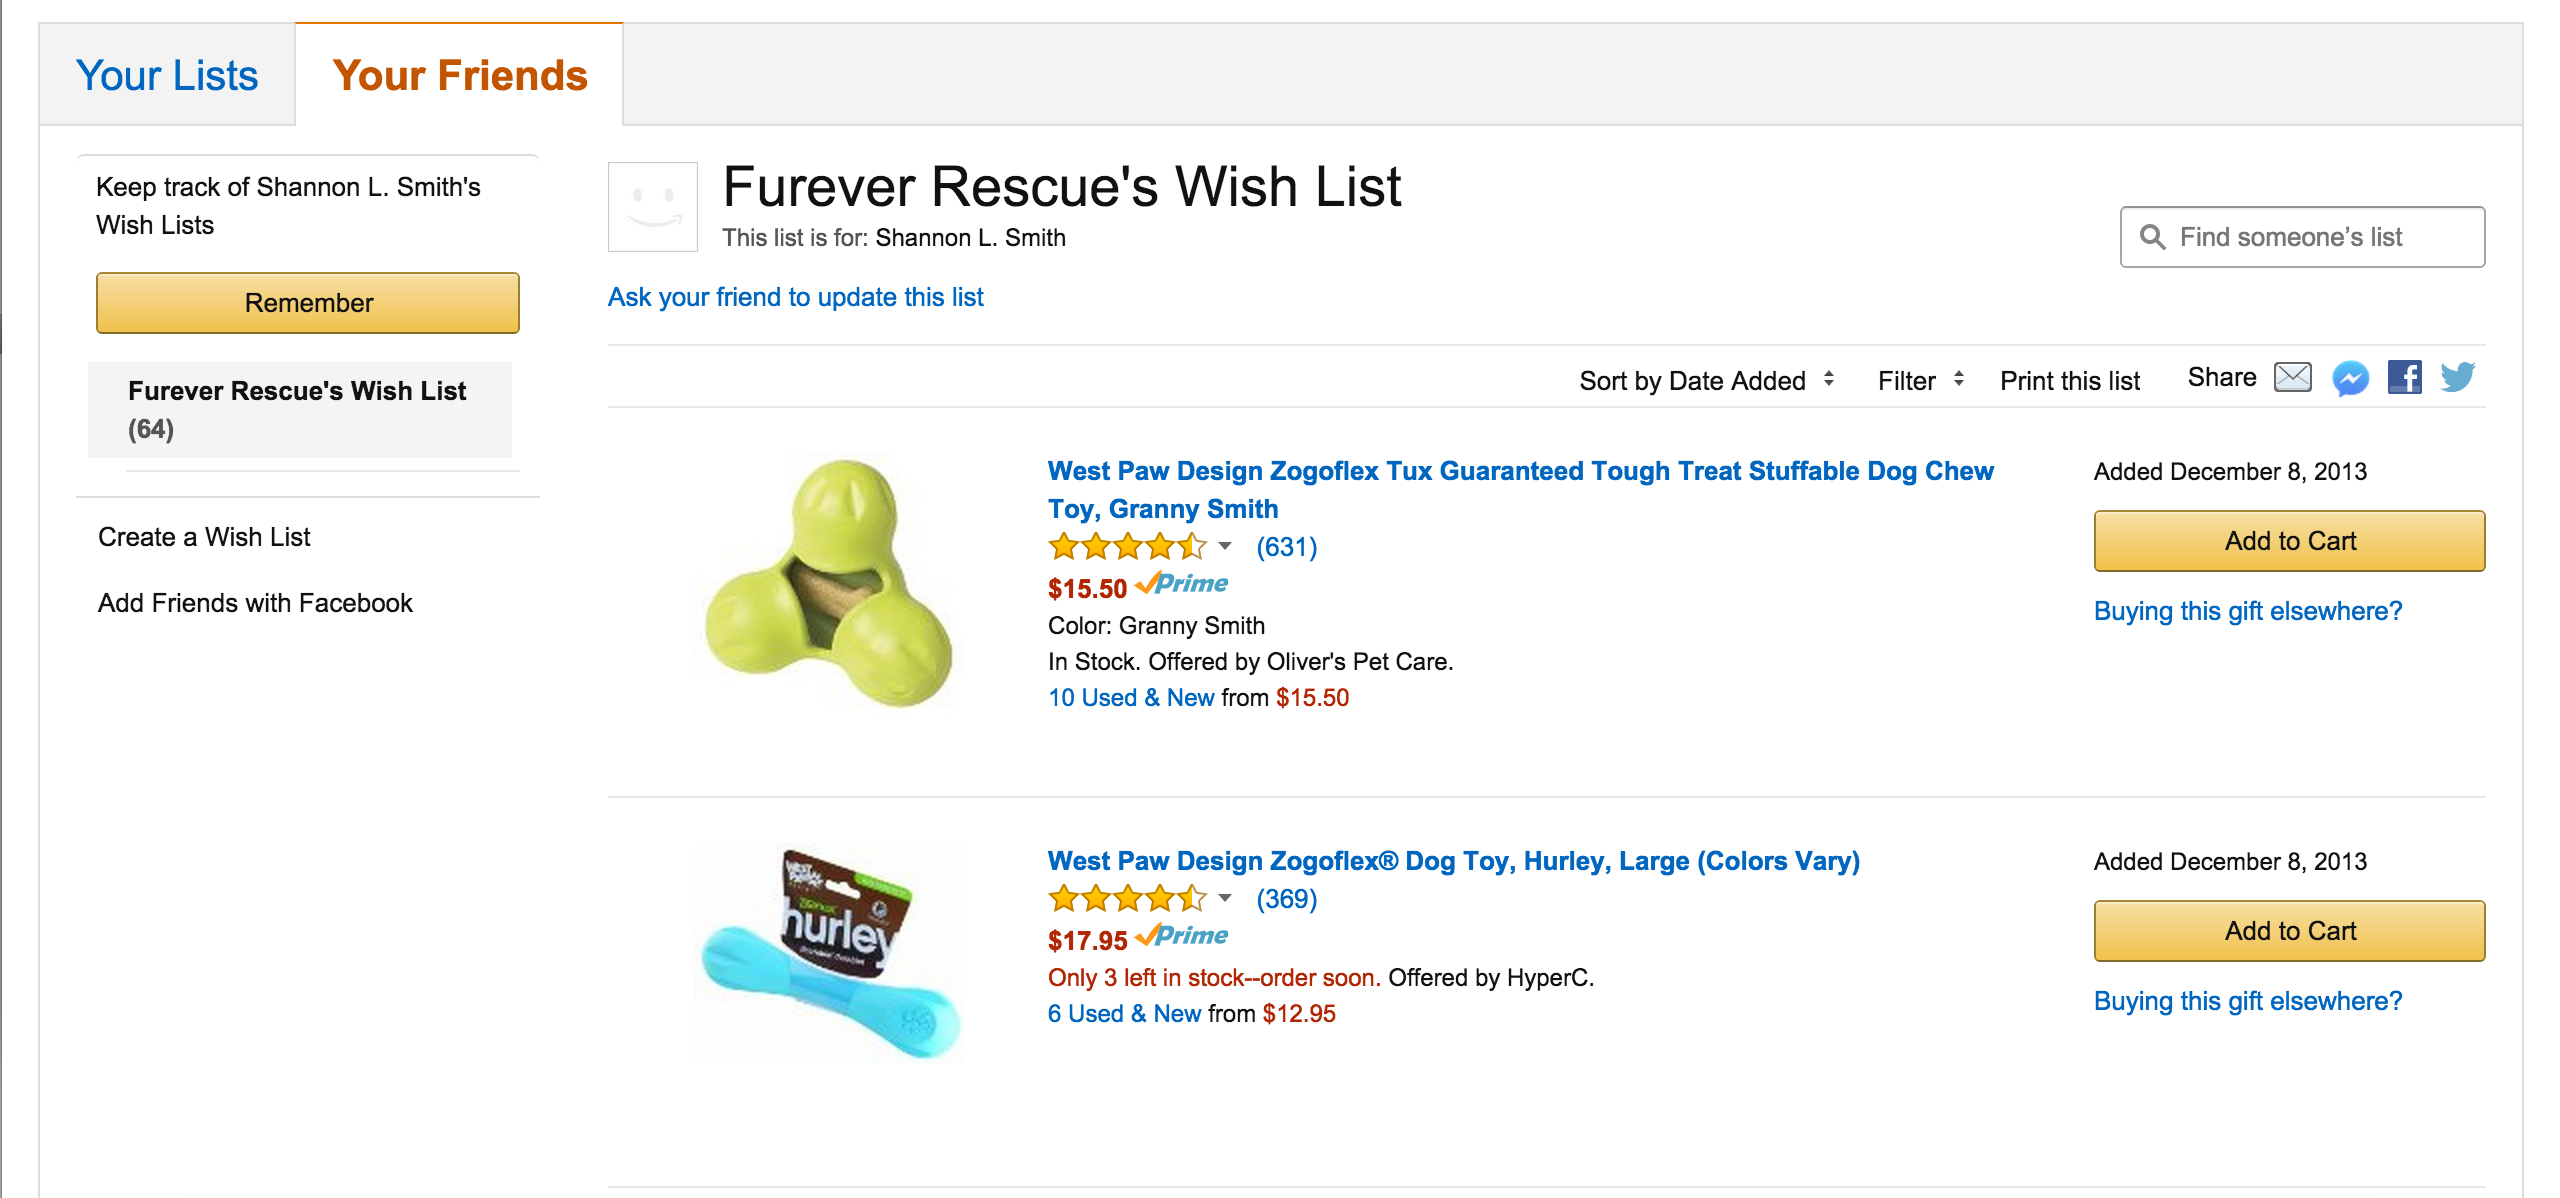 Your Lists
Your Friends
Keep track of Shannon L. Smith's
Wish Lists
Remember
Furever Rescue's Wish List
(64)
Create a Wish List
Add Friends with Facebook
Furever Rescue's Wish List
This list is for: Shannon L. Smith
Find someone’s list
Ask your friend to update this list
Sort by Date Added Filter Print this list Share
West Paw Design Zogoflex Tux Guaranteed Tough Treat Stuffable Dog Chew
Toy, Granny Smith
(631)
$15.50 Prime
Color: Granny Smith
In Stock. Offered by Oliver's Pet Care.
10 Used & New from $15.50
Added December 8, 2013
Add to Cart
Buying this gift elsewhere?
hurley
West Paw Design Zogoflex® Dog Toy, Hurley, Large (Colors Vary)
(369)
$17.95 Prime
Only 3 left in stock--order soon. Offered by HyperC.
6 Used & New from $12.95
Added December 8, 2013
Add to Cart
Buying this gift elsewhere?